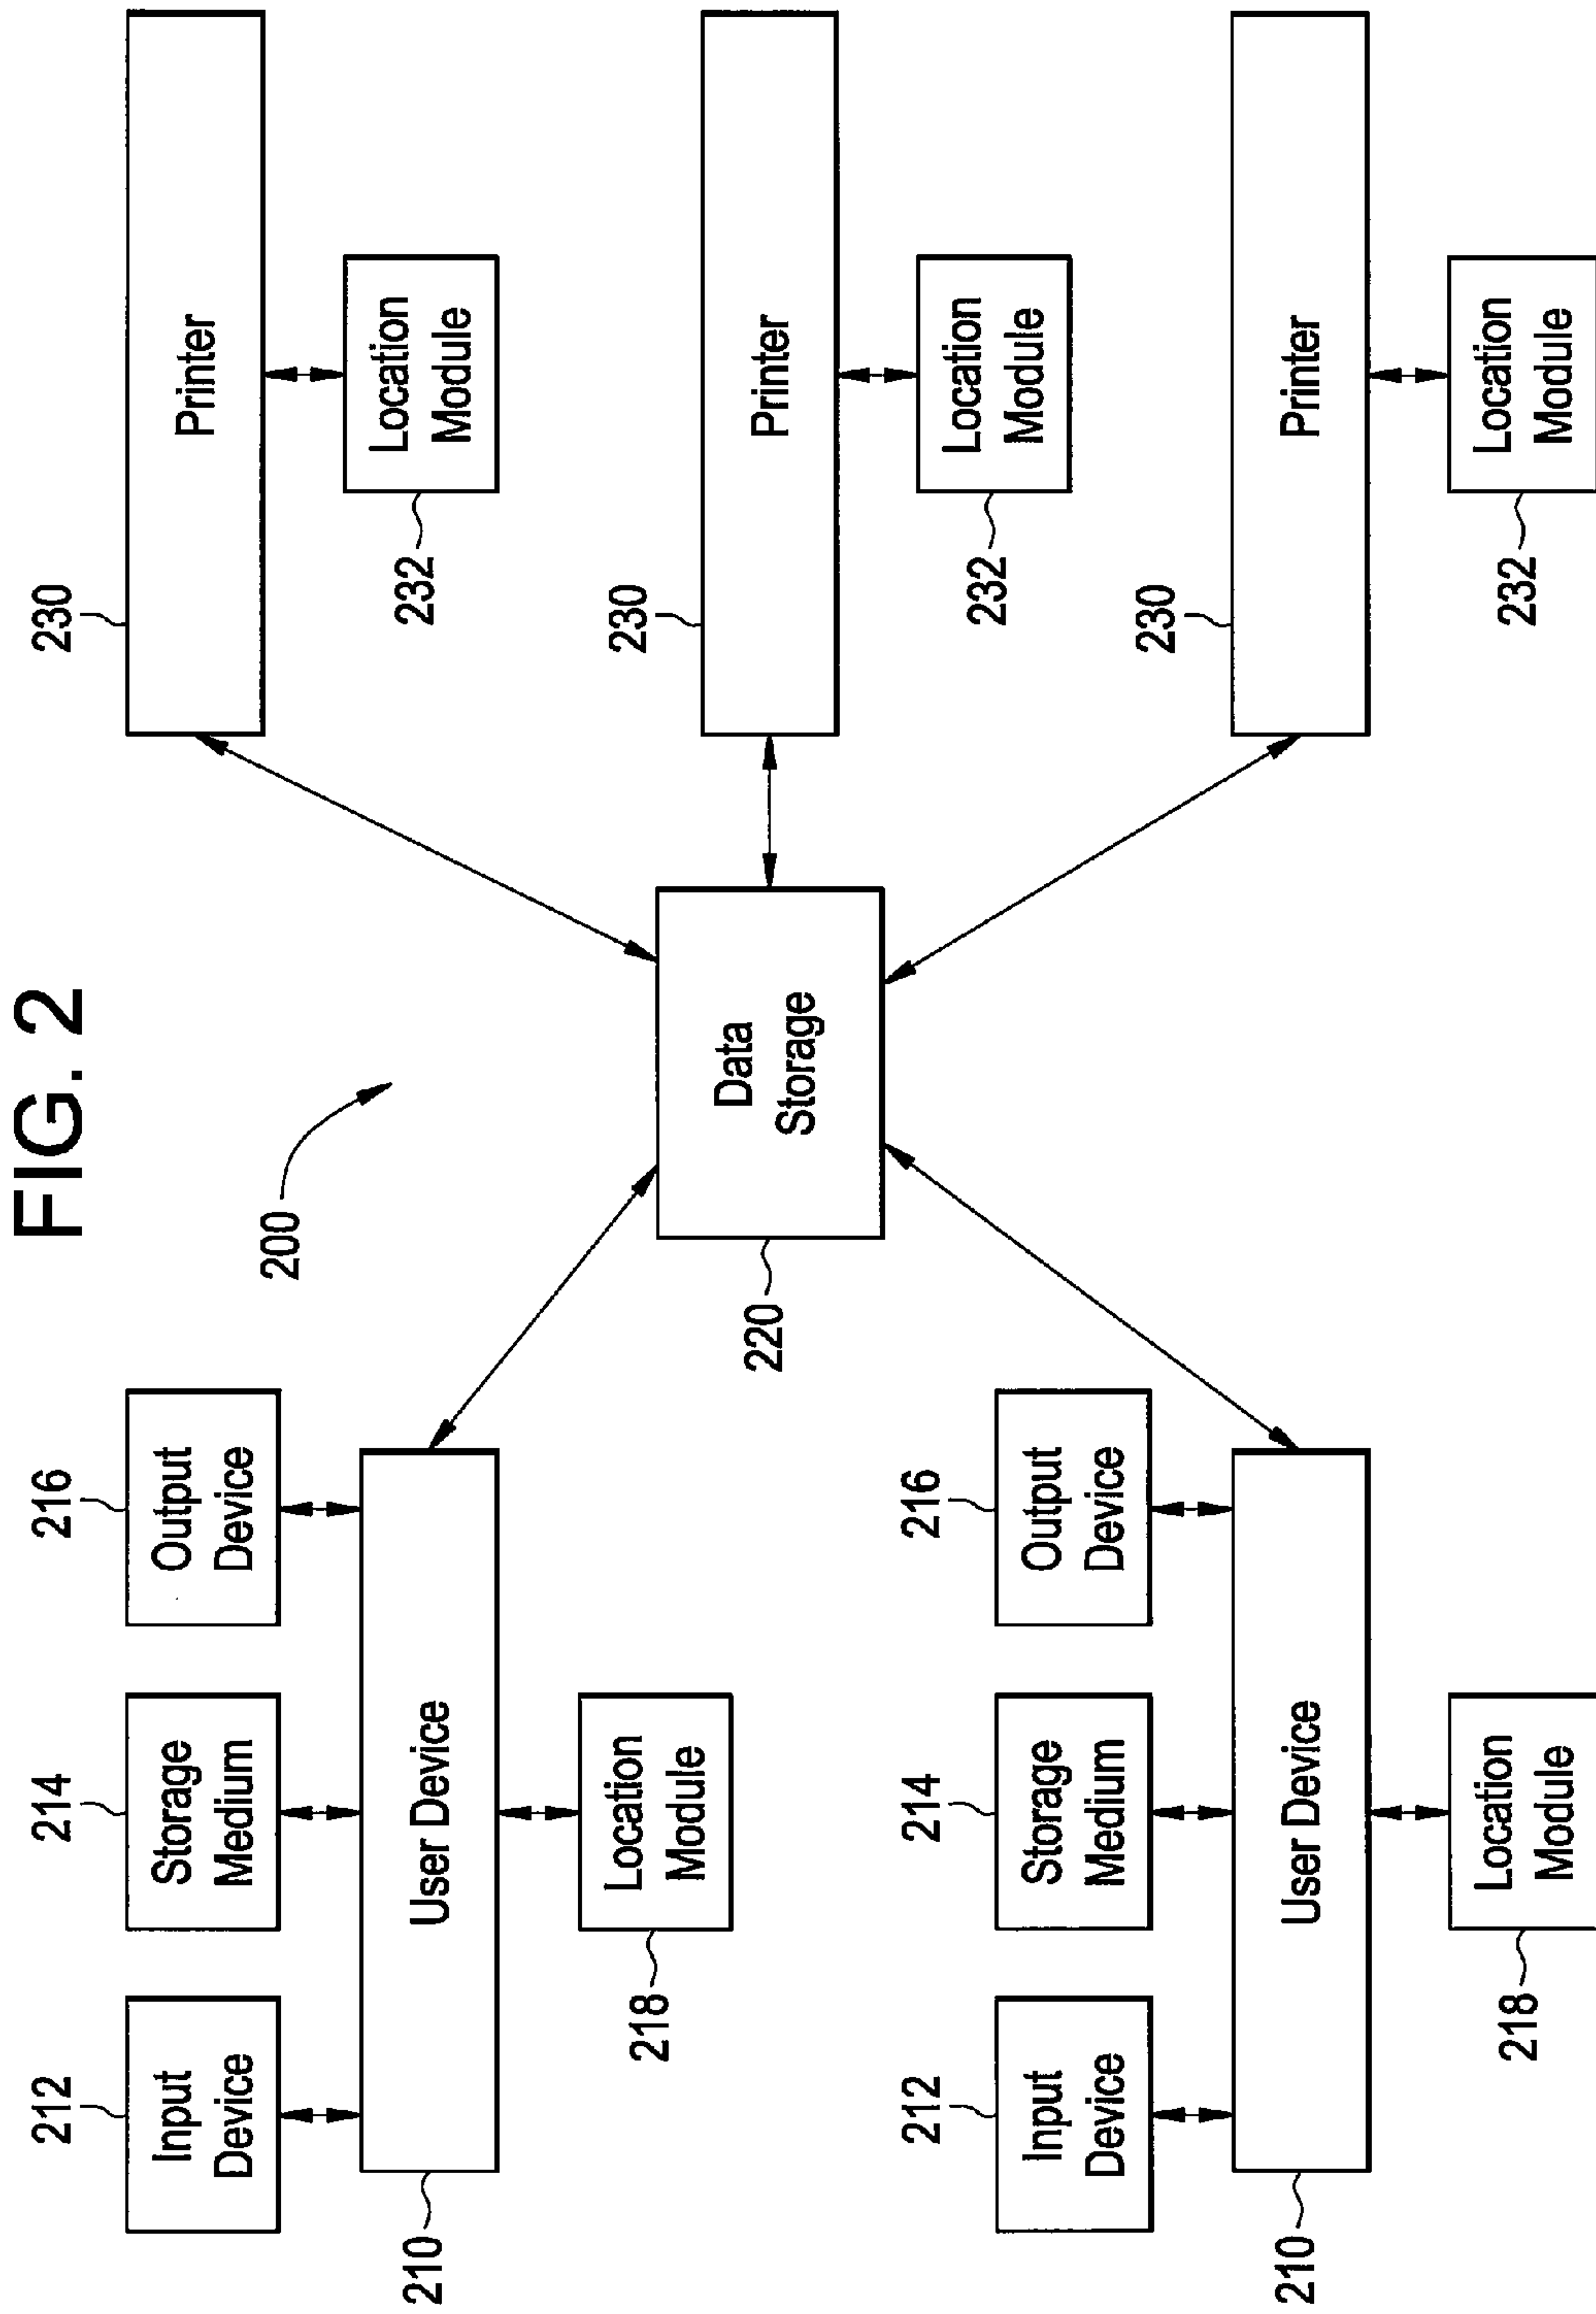 FIG. 2
200
212
Input
Device
214
Storage
Medium
216
Output
Device
User Device
210
Location
Module
218
212
Input
Device
214
Storage
Medium
216
Output
Device
User Device
210
Location
Module
218
Data
Storage
220
230
Printer
Location
Module
232
230
Printer
Location
Module
232
230
Printer
Location
Module
232